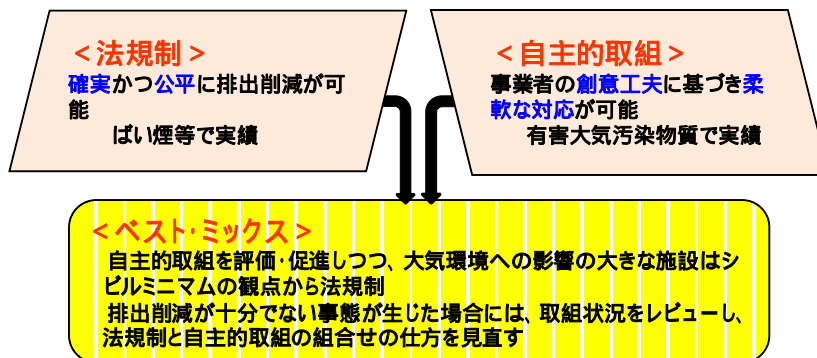 ＜法規制＞
確実かつ公平に排出削減が可
能
ばい煙等で実績
＜自主的取組＞
事業者の創意工夫に基づき柔
軟な対応が可能
有害大気汚染物質で実績
＜ベスト・ミックス＞
自主的取組を評価・促進しつつ、大気環境への影響の大きな施設はシ
ビルミニマムの観点から法規制
排出削減が十分でない事態が生じた場合には、取組状況をレビューし、
法規制と自主的取組の組合せの仕方を見直す